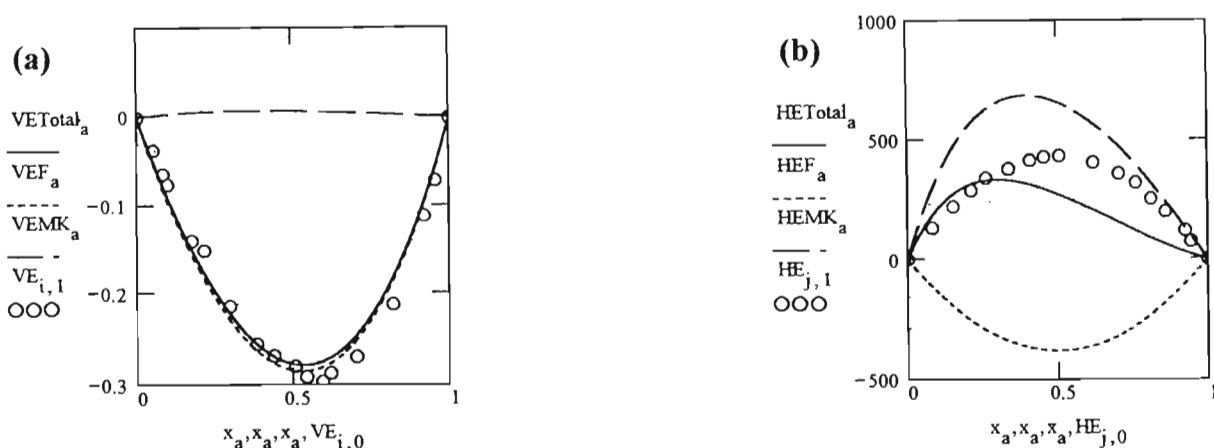 (a)
VETotal_a
VEF_a
VEMK_a
VE_i,1
0
−0.1
−0.2
−0.3
0
0.5
1
x_a,x_a,x_a,VE_i,0
(b)
HETotal_a
HEF_a
HEMK_a
HE_j,1
1000
500
0
−500
0
0.5
1
x_a,x_a,x_a,HE_j,0